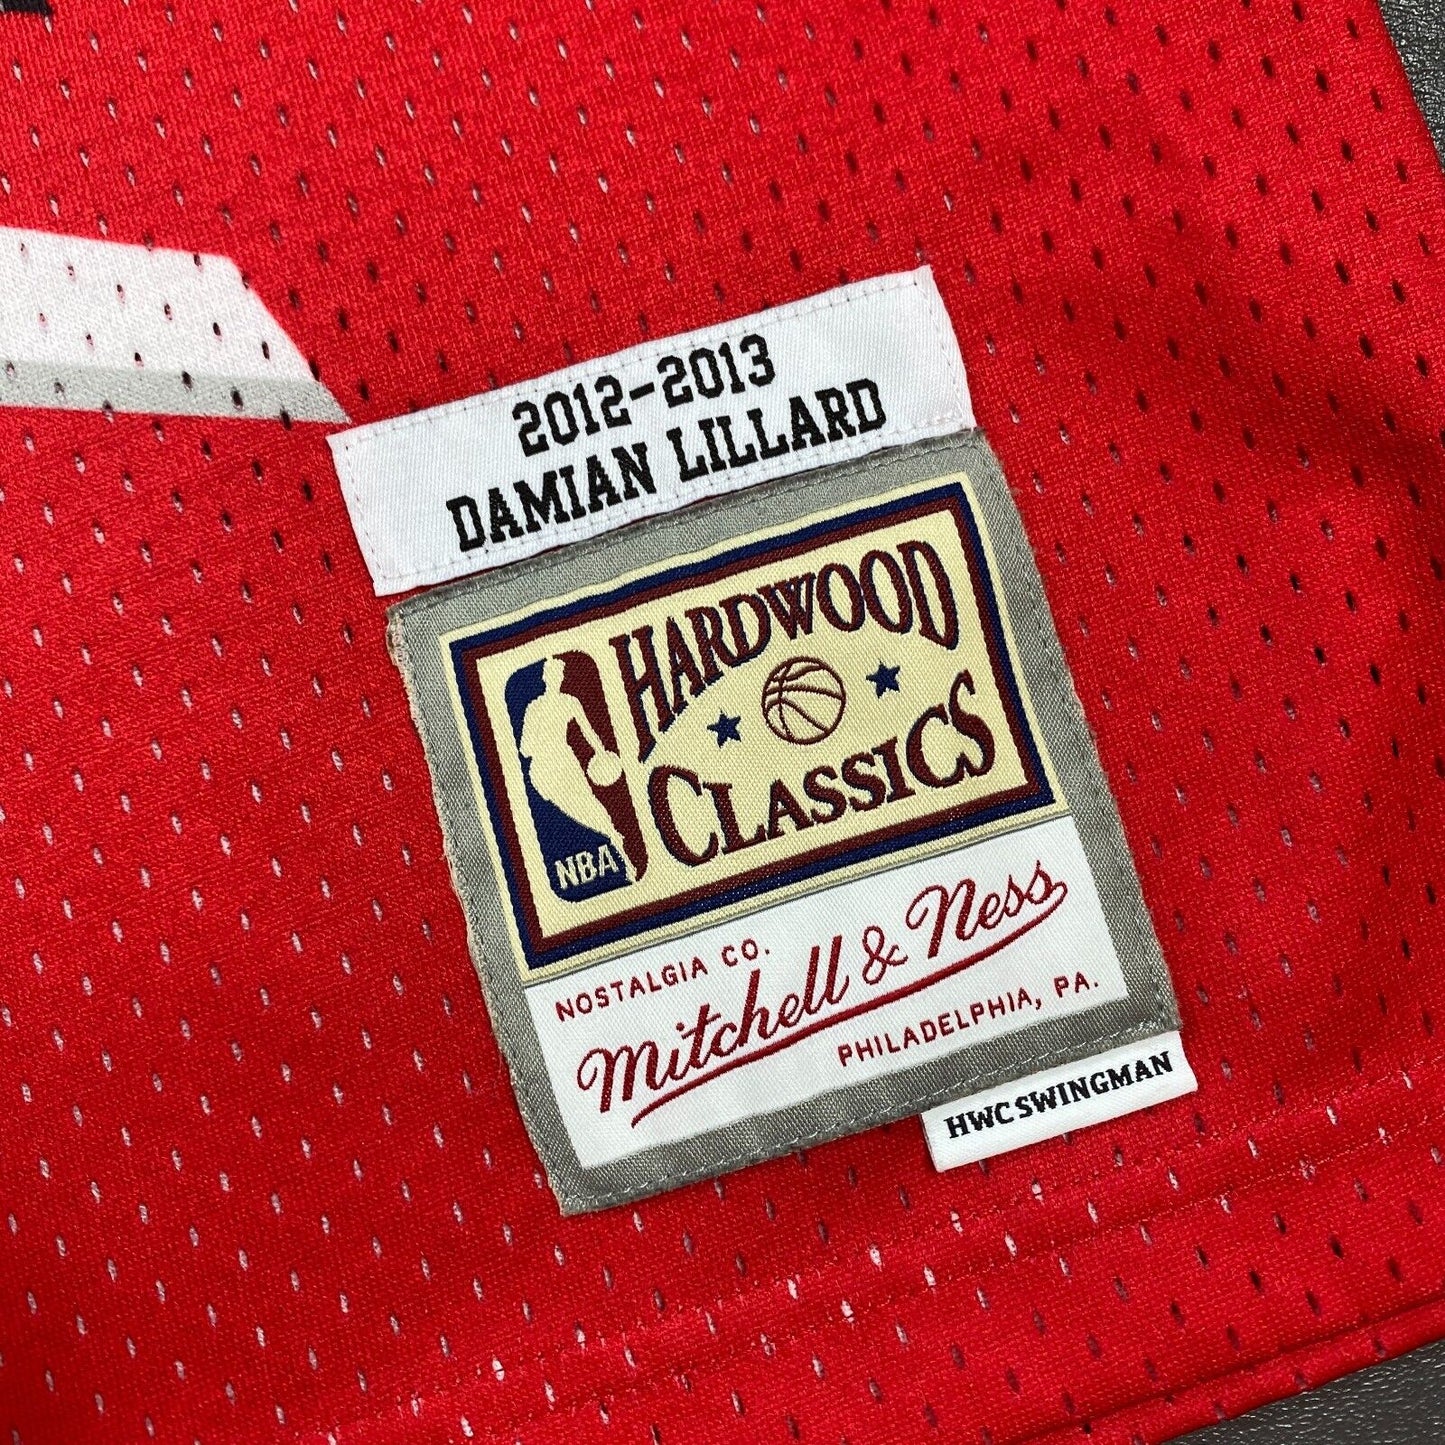 2012-2013
DAMIAN LILLARD
HARDWOOD
CLASSICS
NBA
NOSTALGIA CO.
Mitchell & Ness
PHILADELPHIA, PA.
HWC SWINGMAN